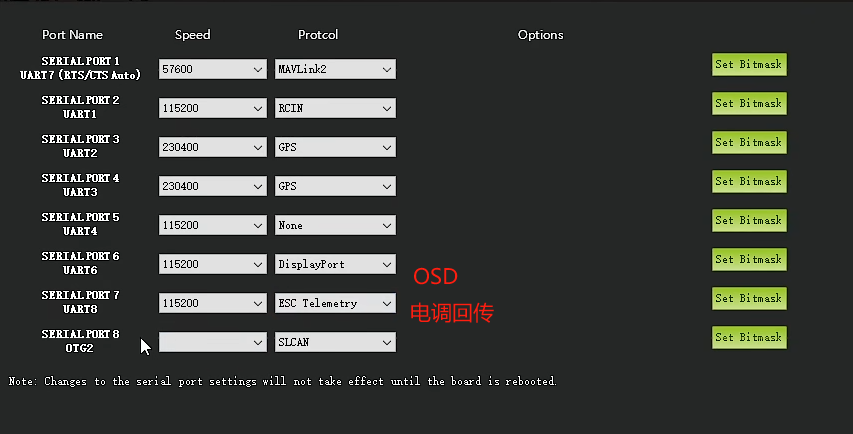 Port Name Speed Protcol Options
SERIAL PORT 1
UART7 (RTS/CTS Auto) 57600 MAVLink2 Set Bitmask
SERIAL PORT 2
UART1 115200 RCIN Set Bitmask
SERIAL PORT 3
UART2 230400 GPS Set Bitmask
SERIAL PORT 4
UART3 230400 GPS Set Bitmask
SERIAL PORT 5
UART4 115200 None Set Bitmask
SERIAL PORT 6
UART6 115200 DisplayPort OSD Set Bitmask
SERIAL PORT 7
UART8 115200 ESC Telemetry 电调回传 Set Bitmask
SERIAL PORT 8
OTG2 SLCAN Set Bitmask
Note: Changes to the serial port settings will not take effect until the board is rebooted.